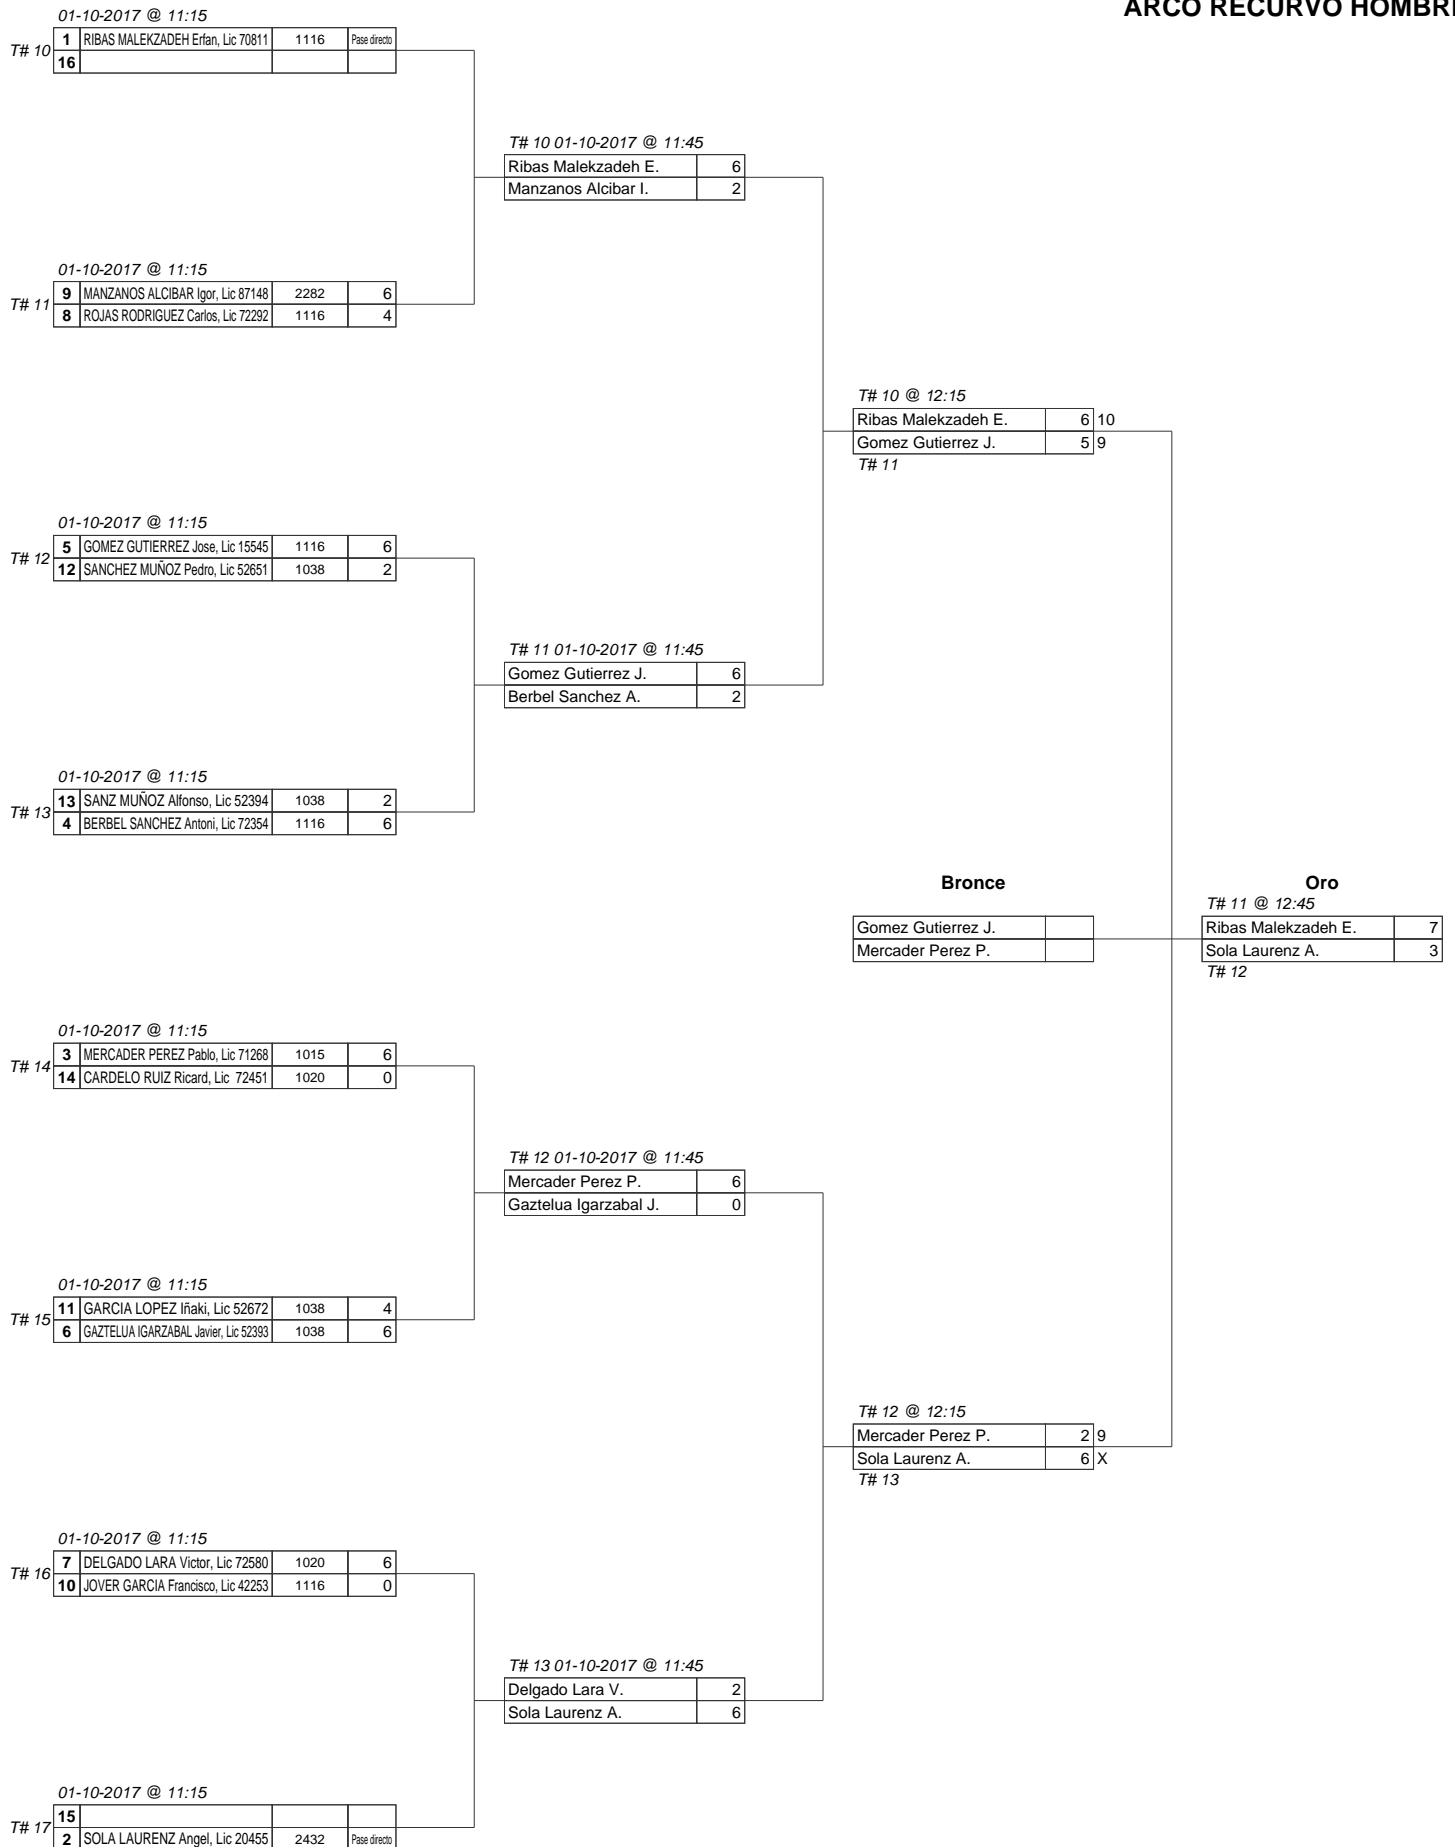 ARCO RECURVO HOMBRE
01-10-2017 @ 11:15
T# 10
1 RIBAS MALEKZADEH Erfan, Lic 70811 1116 Pase directo
16
T# 10 01-10-2017 @ 11:45
Ribas Malekzadeh E. 6
Manzanos Alcibar I. 2
01-10-2017 @ 11:15
T# 11
9 MANZANOS ALCIBAR Igor, Lic 87148 2282 6
8 ROJAS RODRIGUEZ Carlos, Lic 72292 1116 4
T# 10 @ 12:15
Ribas Malekzadeh E. 6 10
Gomez Gutierrez J. 5 9
T# 11
01-10-2017 @ 11:15
T# 12
5 GOMEZ GUTIERREZ Jose, Lic 15545 1116 6
12 SANCHEZ MUÑOZ Pedro, Lic 52651 1038 2
T# 11 01-10-2017 @ 11:45
Gomez Gutierrez J. 6
Berbel Sanchez A. 2
01-10-2017 @ 11:15
T# 13
13 SANZ MUÑOZ Alfonso, Lic 52394 1038 2
4 BERBEL SANCHEZ Antoni, Lic 72354 1116 6
Bronce
Oro
T# 11 @ 12:45
Gomez Gutierrez J.
Mercader Perez P.
Ribas Malekzadeh E. 7
Sola Laurenz A. 3
T# 12
01-10-2017 @ 11:15
T# 14
3 MERCADER PEREZ Pablo, Lic 71268 1015 6
14 CARDELO RUIZ Ricard, Lic 72451 1020 0
T# 12 01-10-2017 @ 11:45
Mercader Perez P. 6
Gaztelua Igarzabal J. 0
01-10-2017 @ 11:15
T# 15
11 GARCIA LOPEZ Iñaki, Lic 52672 1038 4
6 GAZTELUA IGARZABAL Javier, Lic 52393 1038 6
T# 12 @ 12:15
Mercader Perez P. 2 9
Sola Laurenz A. 6 X
T# 13
01-10-2017 @ 11:15
T# 16
7 DELGADO LARA Victor, Lic 72580 1020 6
10 JOVER GARCIA Francisco, Lic 42253 1116 0
T# 13 01-10-2017 @ 11:45
Delgado Lara V. 2
Sola Laurenz A. 6
01-10-2017 @ 11:15
T# 17
15
2 SOLA LAURENZ Angel, Lic 20455 2432 Pase directo